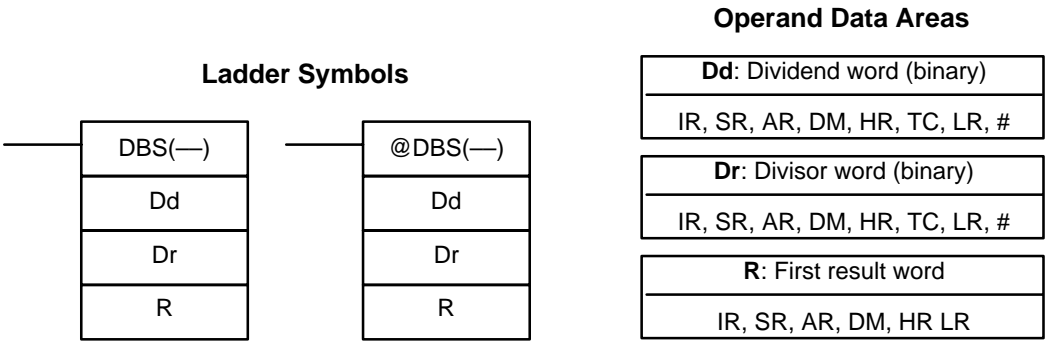 Operand Data Areas
Ladder Symbols
Dd: Dividend word (binary)
IR, SR, AR, DM, HR, TC, LR, #
DBS(––)
@DBS(––)
Dr: Divisor word (binary)
Dd
Dd
IR, SR, AR, DM, HR, TC, LR, #
Dr
Dr
R: First result word
R
R
IR, SR, AR, DM, HR LR